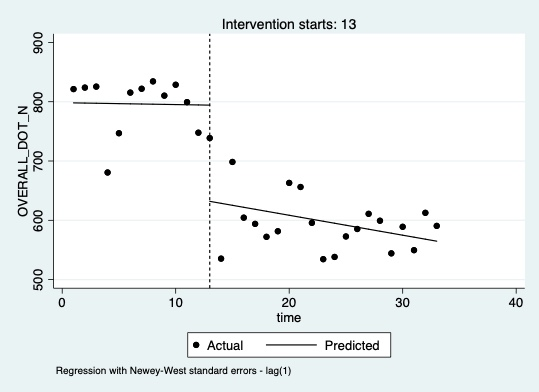 Intervention starts: 13
OVERALL_DOT_N
900
800
700
600
500
0 10 20 30 40
time
Actual Predicted
Regression with Newey-West standard errors - lag(1)